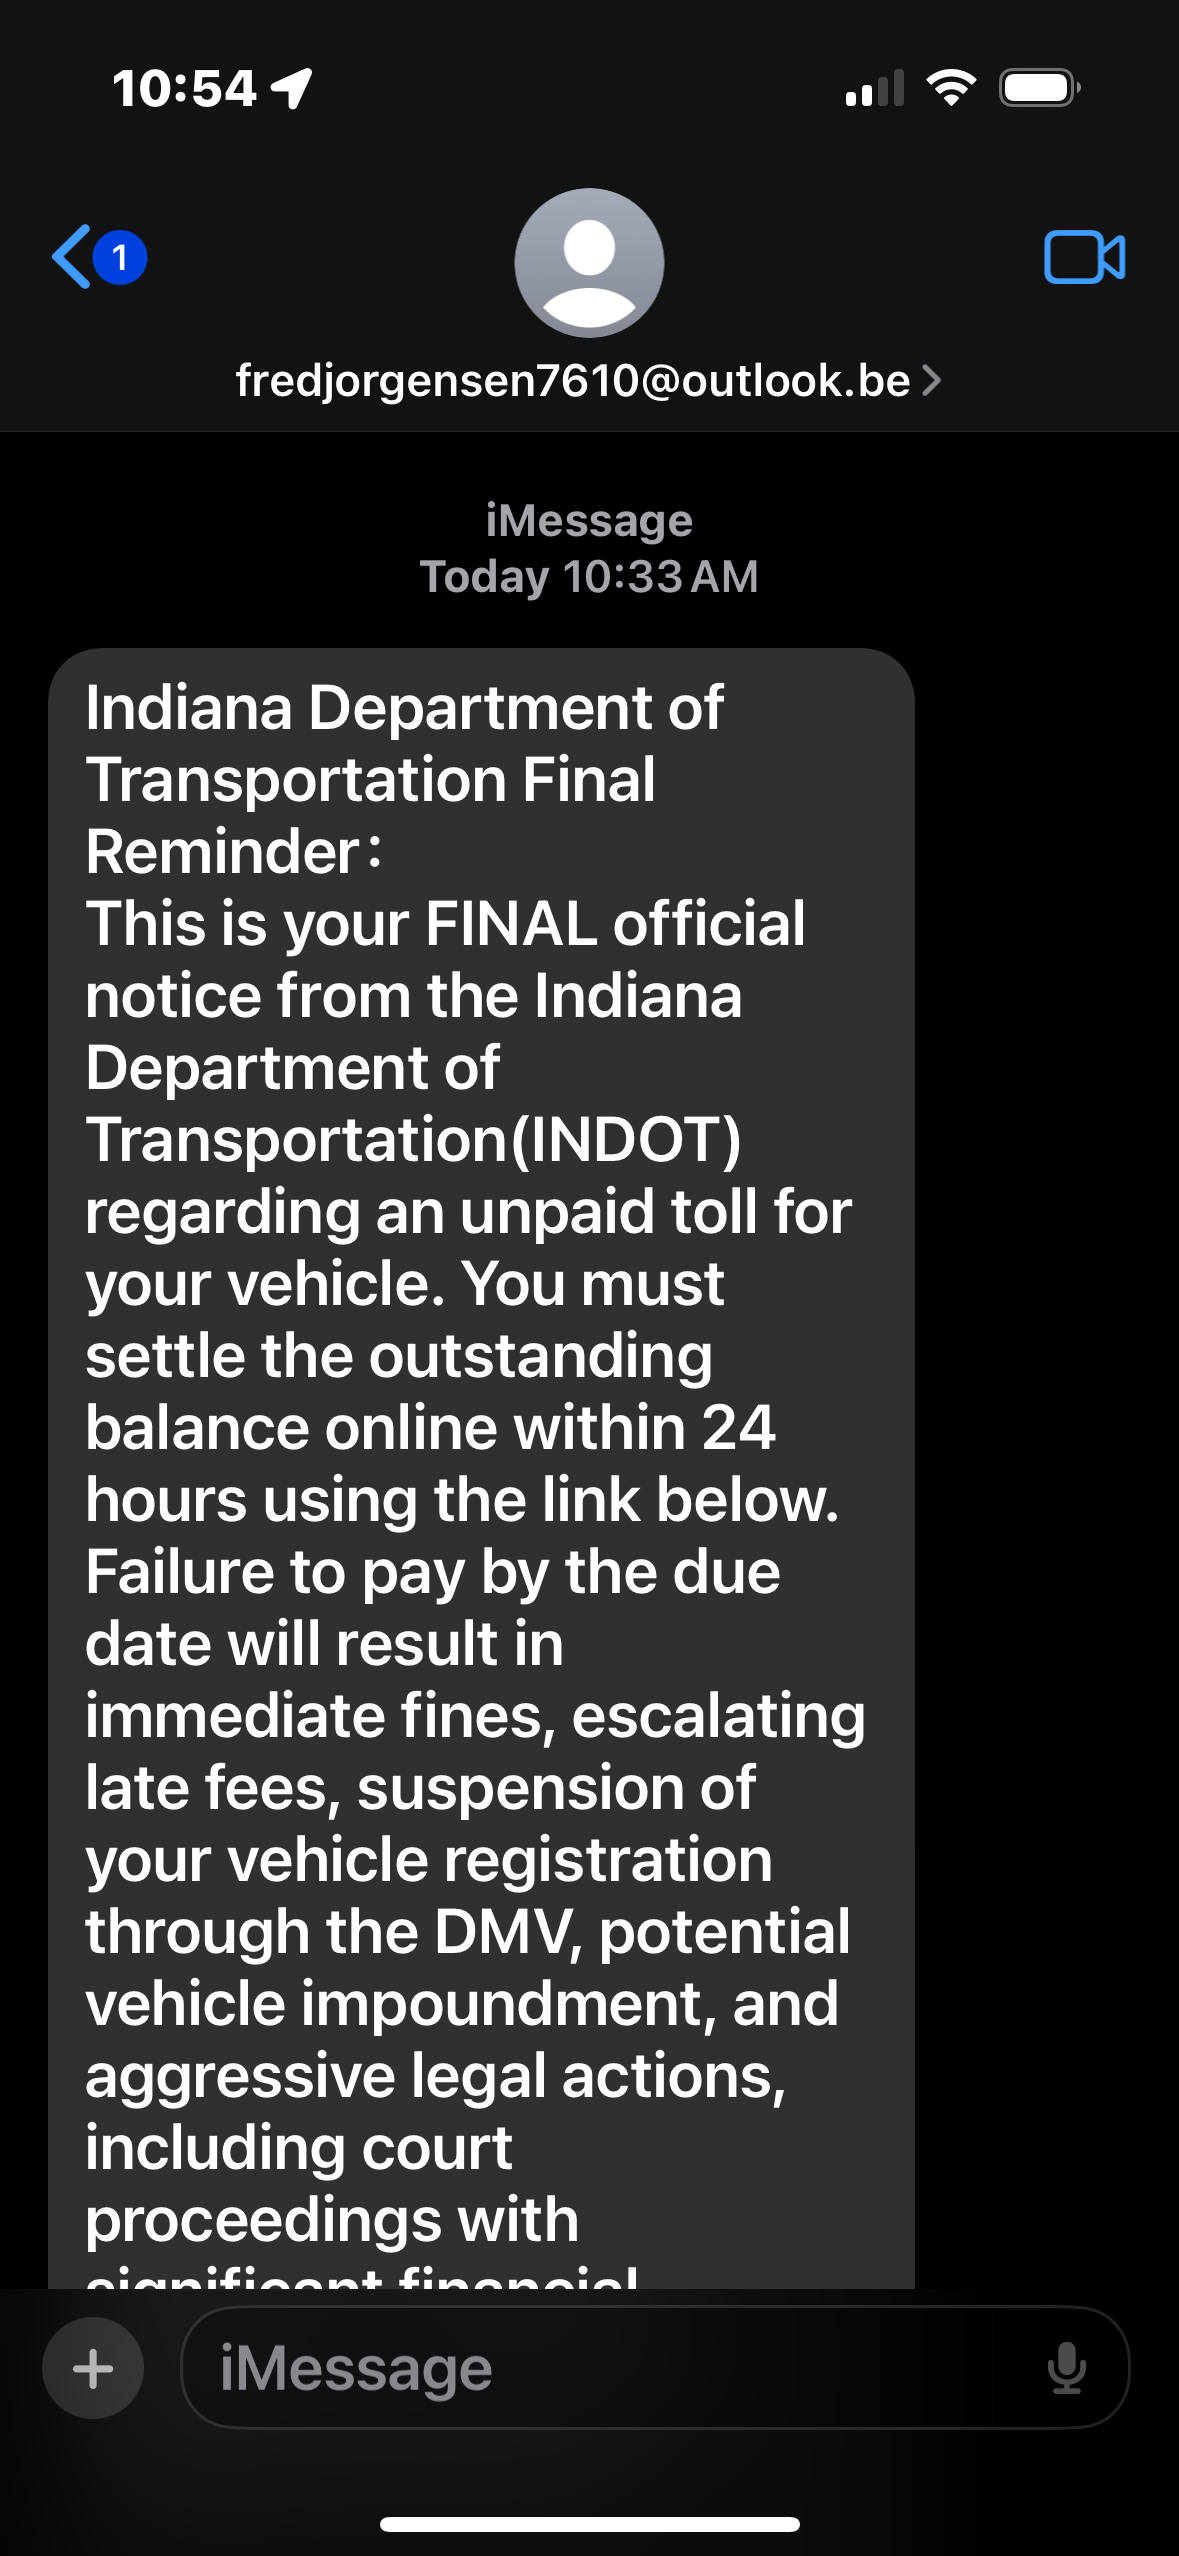 10:54
1
fredjorgensen7610@outlook.be
iMessage
Today 10:33 AM
Indiana Department of
Transportation Final
Reminder:
This is your FINAL official
notice from the Indiana
Department of
Transportation(INDOT)
regarding an unpaid toll for
your vehicle. You must
settle the outstanding
balance online within 24
hours using the link below.
Failure to pay by the due
date will result in
immediate fines, escalating
late fees, suspension of
your vehicle registration
through the DMV, potential
vehicle impoundment, and
aggressive legal actions,
including court
proceedings with
significant financial
iMessage